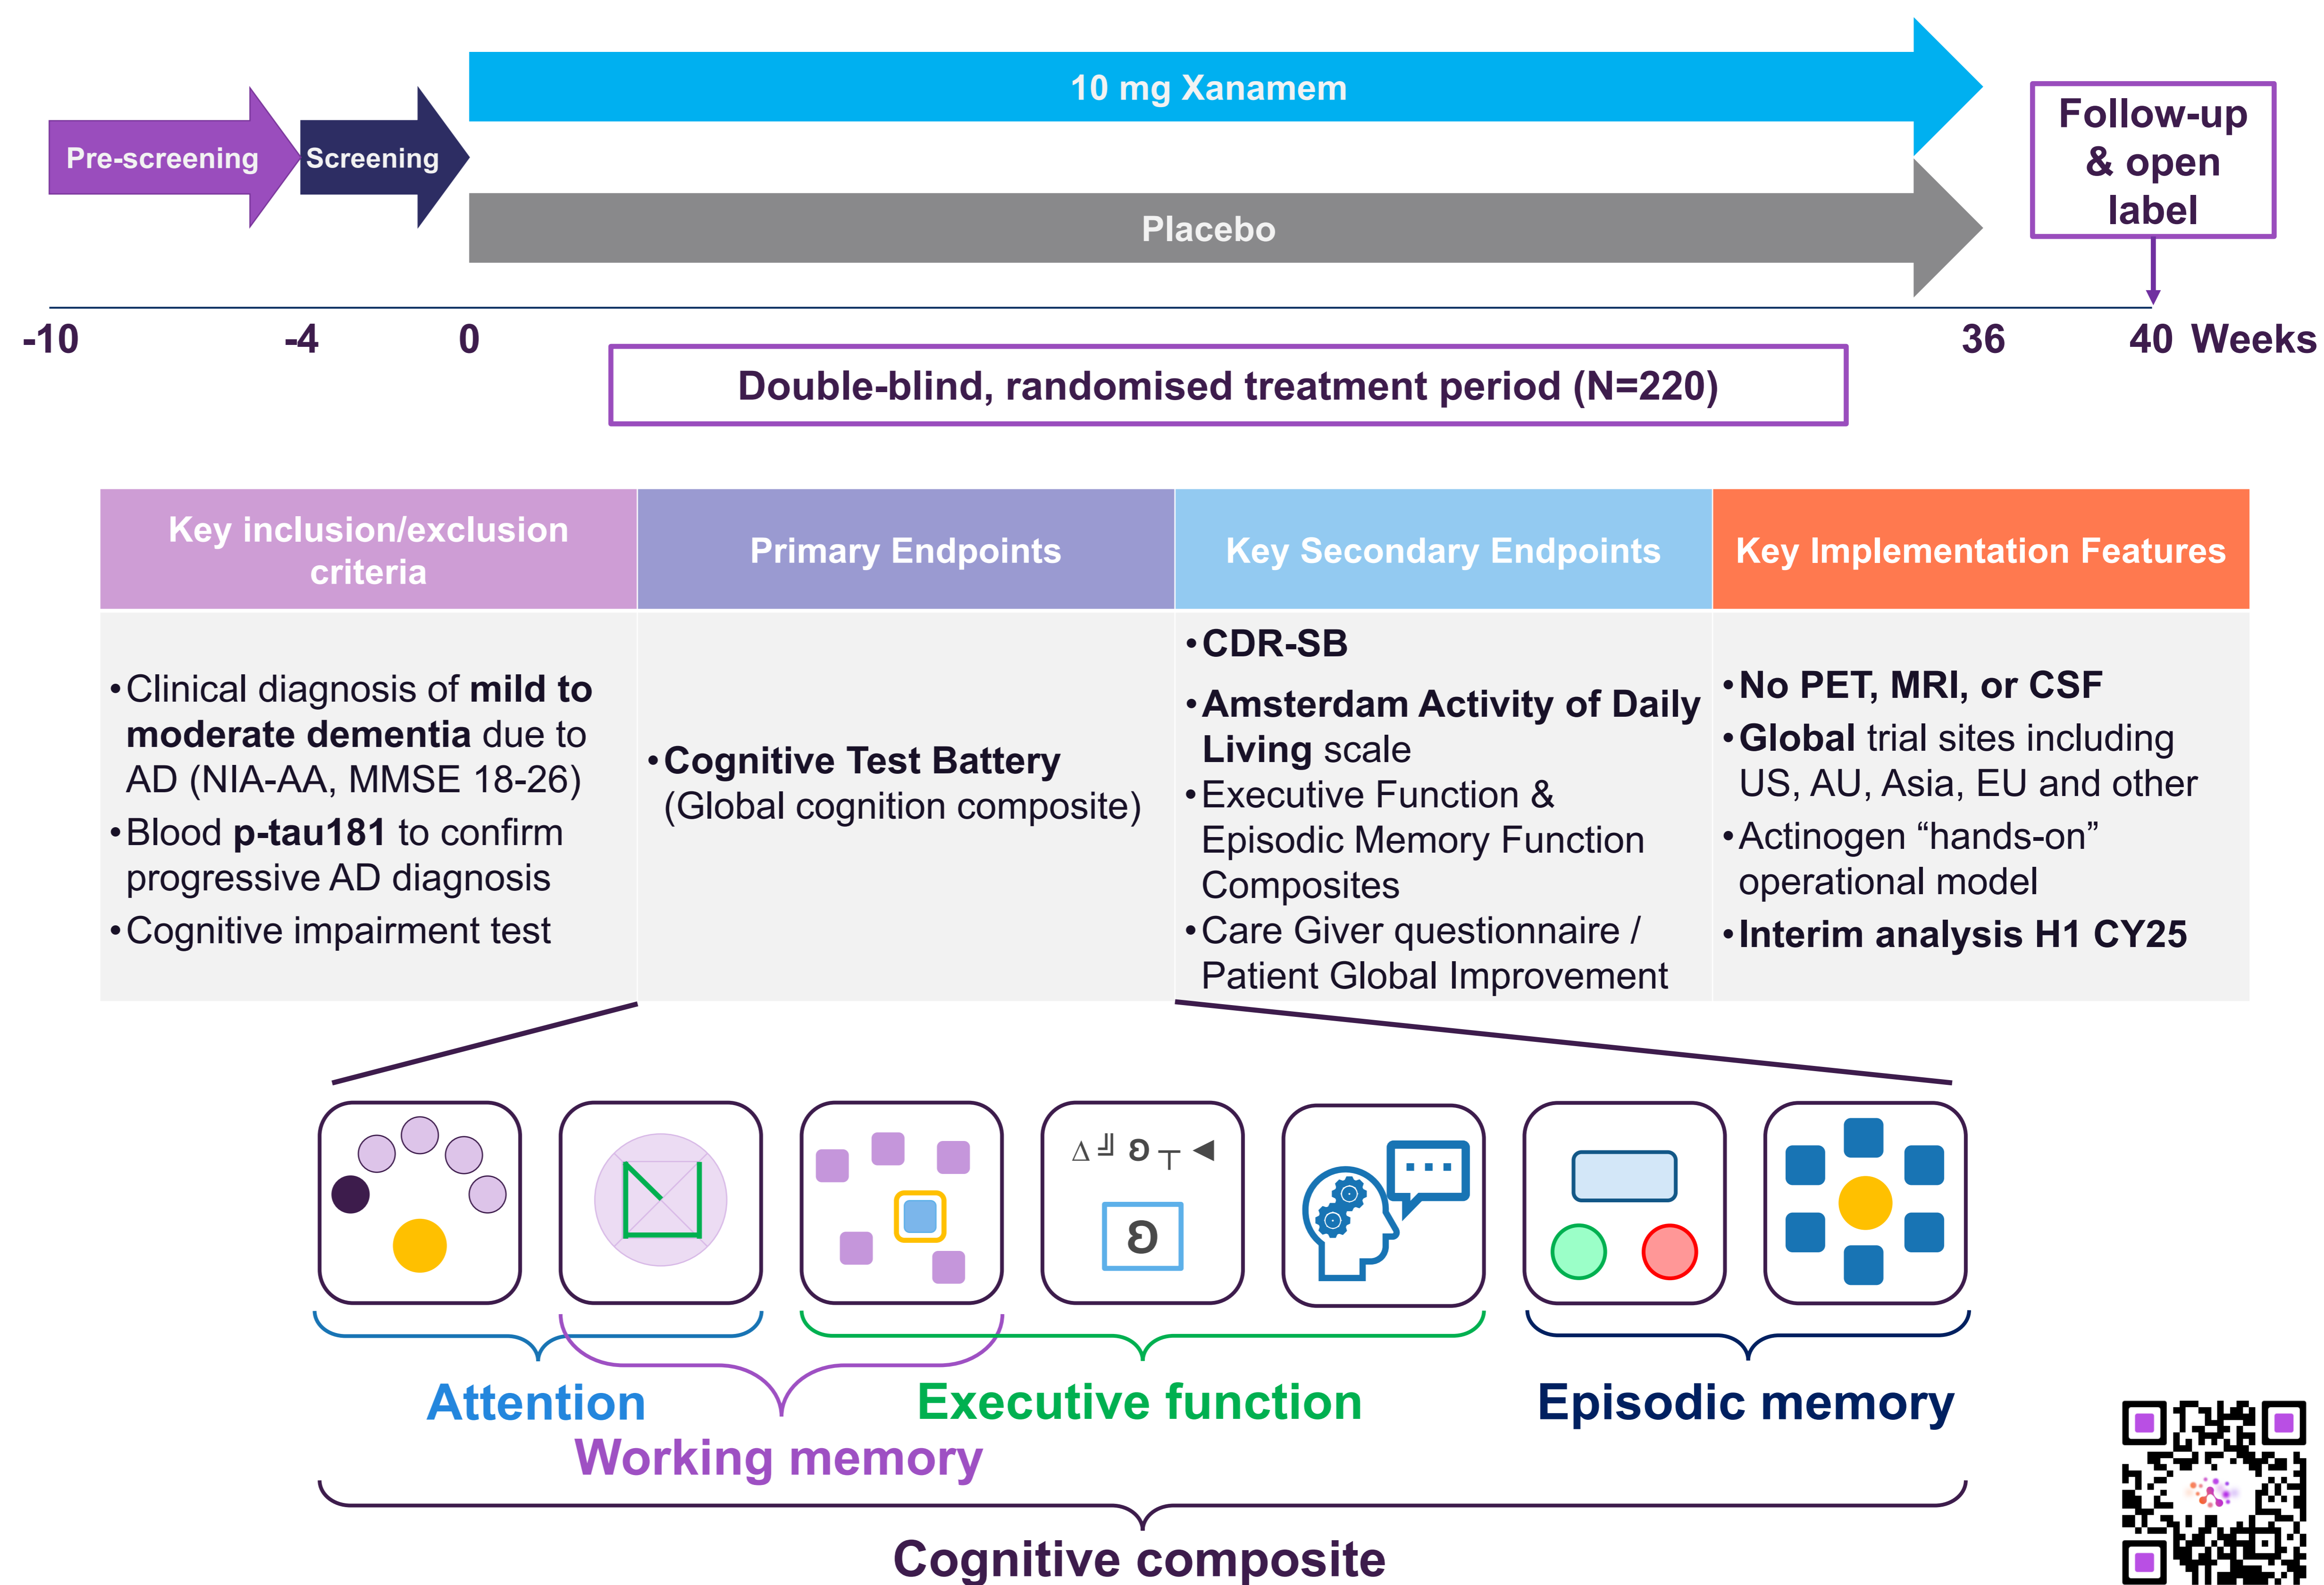 10 mg Xanamem
Pre-screening
Screening
Placebo
Follow-up
& open
label
-10
-4
0
36
40 Weeks
Double-blind, randomised treatment period (N=220)
Key inclusion/exclusion
criteria
•Clinical diagnosis of mild to
moderate dementia due to
AD (NIA-AA, MMSE 18-26)
•Blood p-tau181 to confirm
progressive AD diagnosis
•Cognitive impairment test
Primary Endpoints
•Cognitive Test Battery
(Global cognition composite)
Key Secondary Endpoints
•CDR-SB
•Amsterdam Activity of Daily
Living scale
•Executive Function &
Episodic Memory Function
Composites
•Care Giver questionnaire /
Patient Global Improvement
Key Implementation Features
•No PET, MRI, or CSF
•Global trial sites including
US, AU, Asia, EU and other
•Actinogen “hands-on”
operational model
•Interim analysis H1 CY25
Attention
Working memory
Executive function
Episodic memory
Cognitive composite